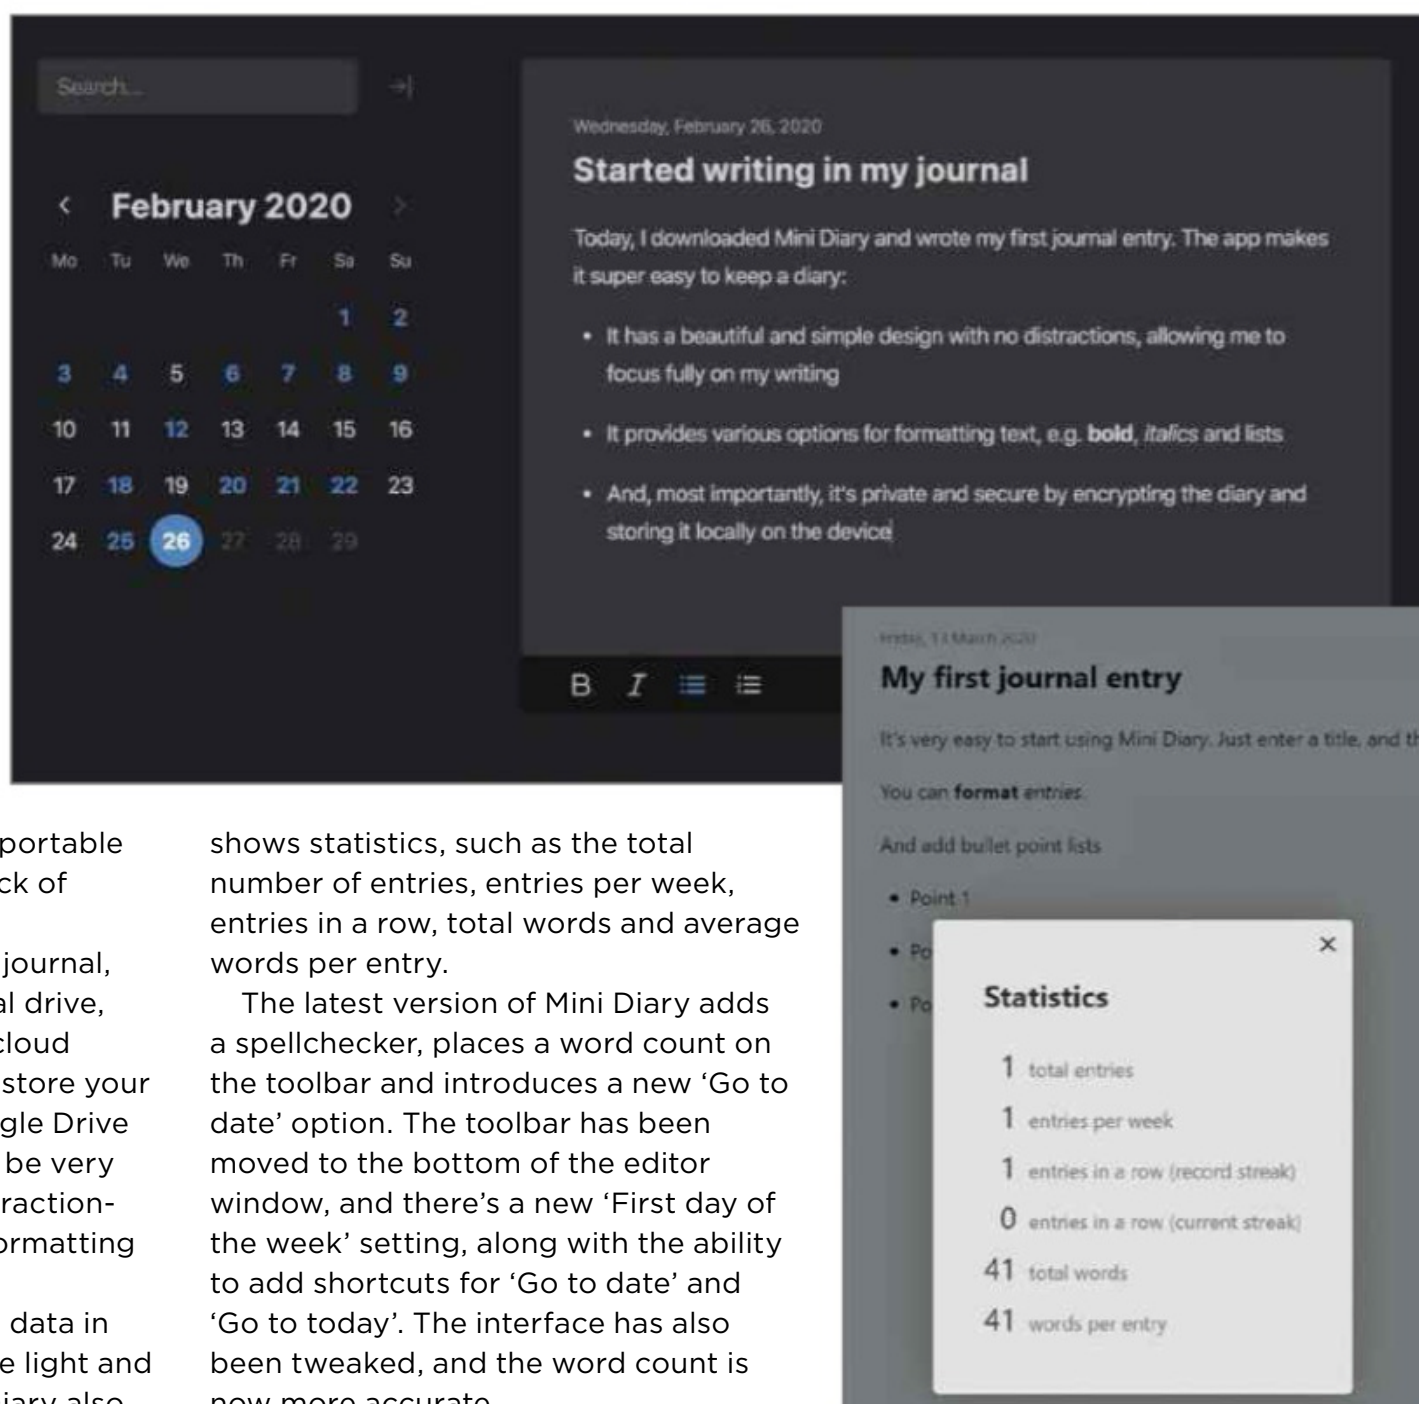 Search...
February 2020
Mo Tu We Th Fr Sa Su
1 2
3 4 5 6 7 8 9
10 11 12 13 14 15 16
17 18 19 20 21 22 23
24 25 26 27 28 29
Wednesday, February 26, 2020
Started writing in my journal
Today, I downloaded Mini Diary and wrote my first journal entry. The app makes
it super easy to keep a diary:
• It has a beautiful and simple design with no distractions, allowing me to
focus fully on my writing
• It provides various options for formatting text, e.g. bold, italics and lists
• And, most importantly, it's private and secure by encrypting the diary and
storing it locally on the device
B I
Friday, 13 March 2020
My first journal entry
It's very easy to start using Mini Diary. Just enter a title, and th
You can format entries.
And add bullet point lists
• Point 1
• Po
• Po
Statistics
1 total entries
1 entries per week
1 entries in a row (record streak)
0 entries in a row (current streak)
41 total words
41 words per entry
portable
ck of
journal,
al drive,
cloud
store your
gle Drive
be very
raction-
ormatting
data in
e light and
iary also
shows statistics, such as the total
number of entries, entries per week,
entries in a row, total words and average
words per entry.
The latest version of Mini Diary adds
a spellchecker, places a word count on
the toolbar and introduces a new ‘Go to
date’ option. The toolbar has been
moved to the bottom of the editor
window, and there’s a new ‘First day of
the week’ setting, along with the ability
to add shortcuts for ‘Go to date’ and
‘Go to today’. The interface has also
been tweaked, and the word count is
now more accurate